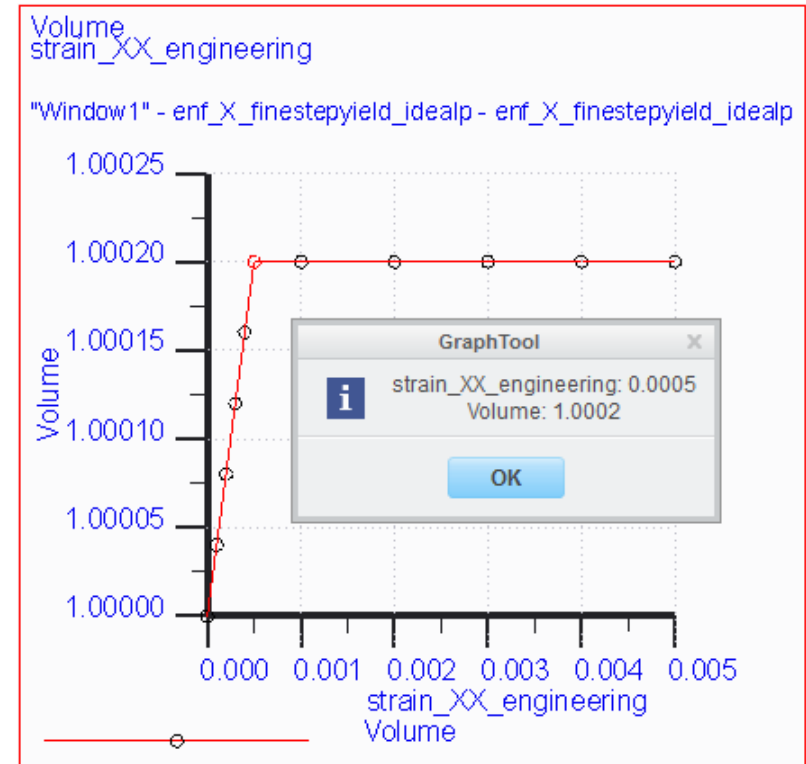 Volume
strain_XX_engineering
"Window1" - enf_X_finestepyield_idealp - enf_X_finestepyield_idealp
1.00025
1.00020
1.00015
1.00010
1.00005
1.00000
Volume
GraphTool
i
strain_XX_engineering: 0.0005
Volume: 1.0002
OK
0.000 0.001 0.002 0.003 0.004 0.005
strain_XX_engineering
Volume